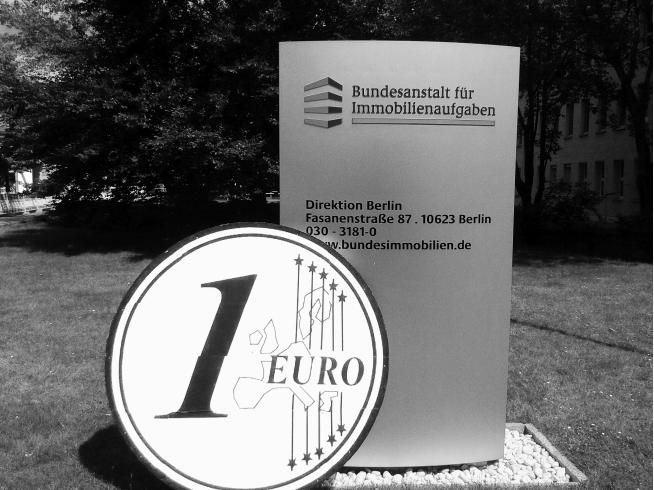 Bundesanstalt für
Immobilienaufgaben
Direktion Berlin
Fasanenstraße 87 . 10623 Berlin
030 - 3181-0
www.bundesimmobilien.de
1
EURO